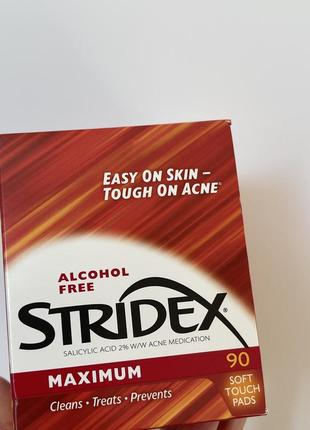 EASY ON SKIN –
TOUGH ON ACNE®
ALCOHOL
FREE
STRIDEX®
SALICYLIC ACID 2% W/W ACNE MEDICATION
MAXIMUM
90
SOFT
TOUCH
PADS
Cleans • Treats • Prevents